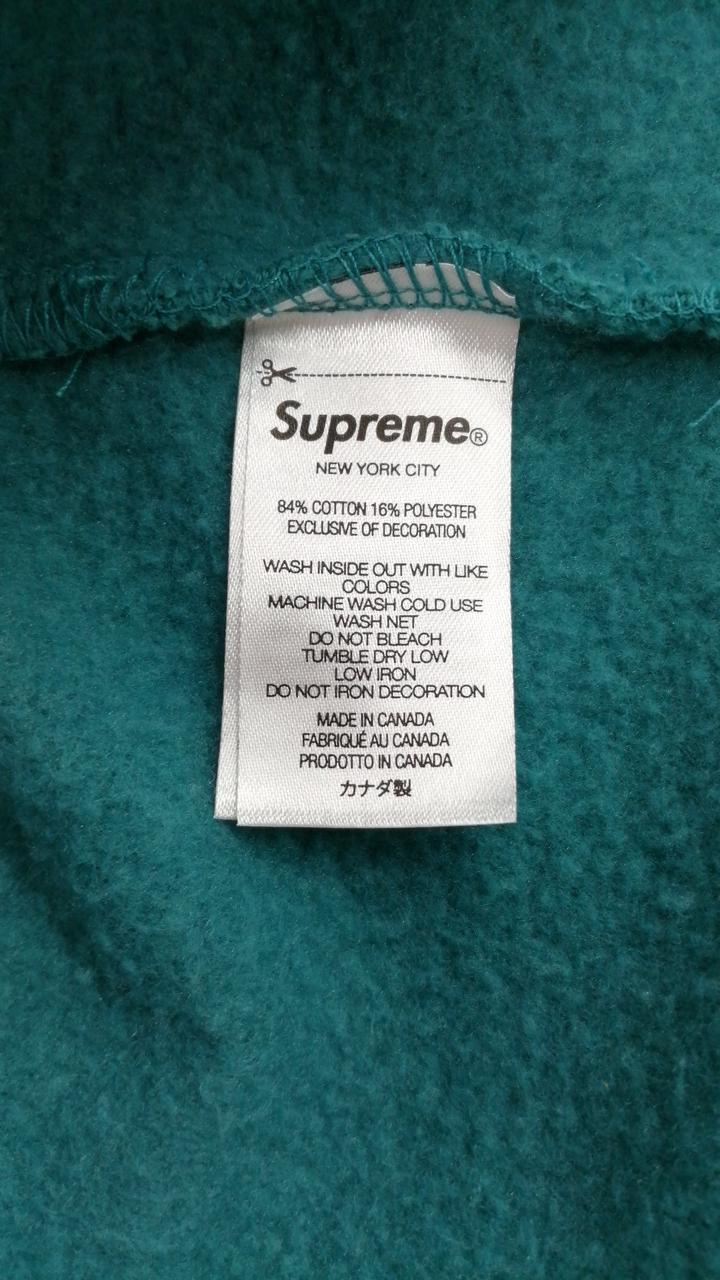 Supreme®
NEW YORK CITY
84% COTTON 16% POLYESTER
EXCLUSIVE OF DECORATION
WASH INSIDE OUT WITH LIKE
COLORS
MACHINE WASH COLD USE
WASH NET
DO NOT BLEACH
TUMBLE DRY LOW
LOW IRON
DO NOT IRON DECORATION
MADE IN CANADA
FABRIQUÉ AU CANADA
PRODOTTO IN CANADA
カナダ製